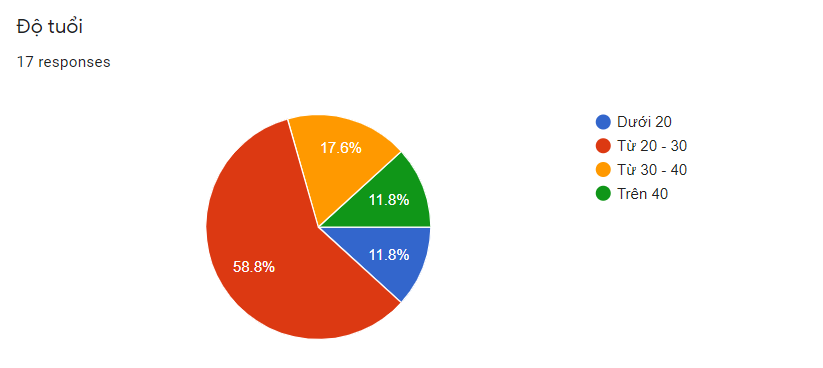 Độ tuổi
17 responses
Dưới 20
Từ 20 - 30
Từ 30 - 40
Trên 40
17.6%
11.8%
11.8%
58.8%